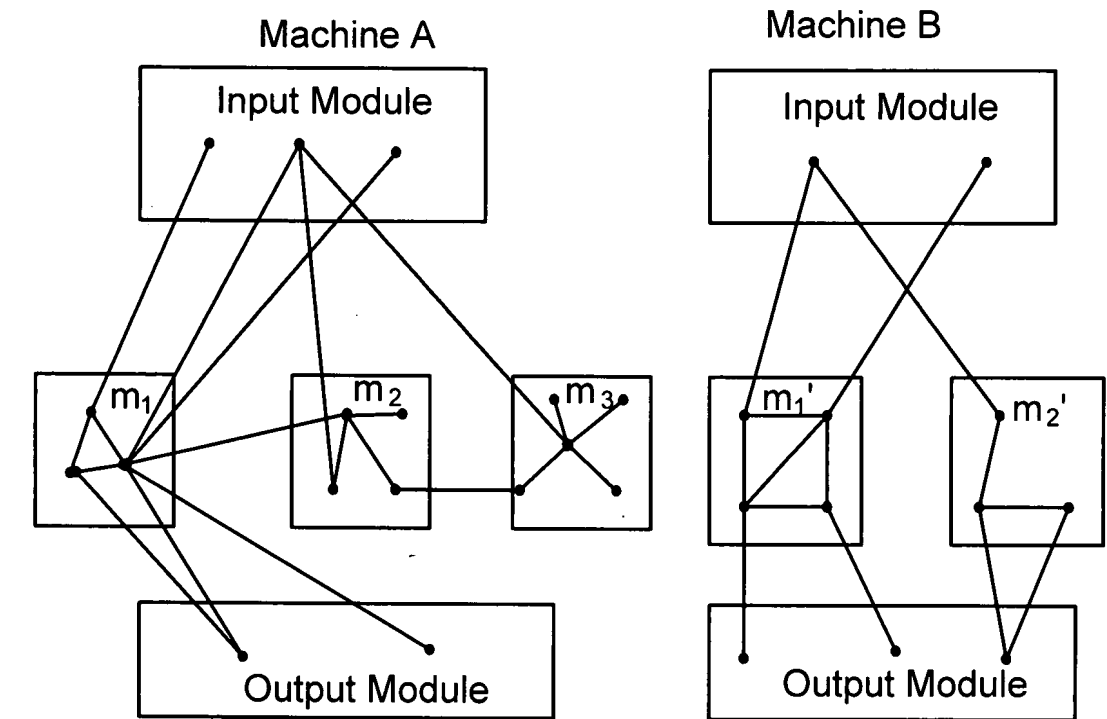 Machine A
Machine B
Input Module
Input Module
m₁
m₂
m₃
m₁'
m₂'
Output Module
Output Module